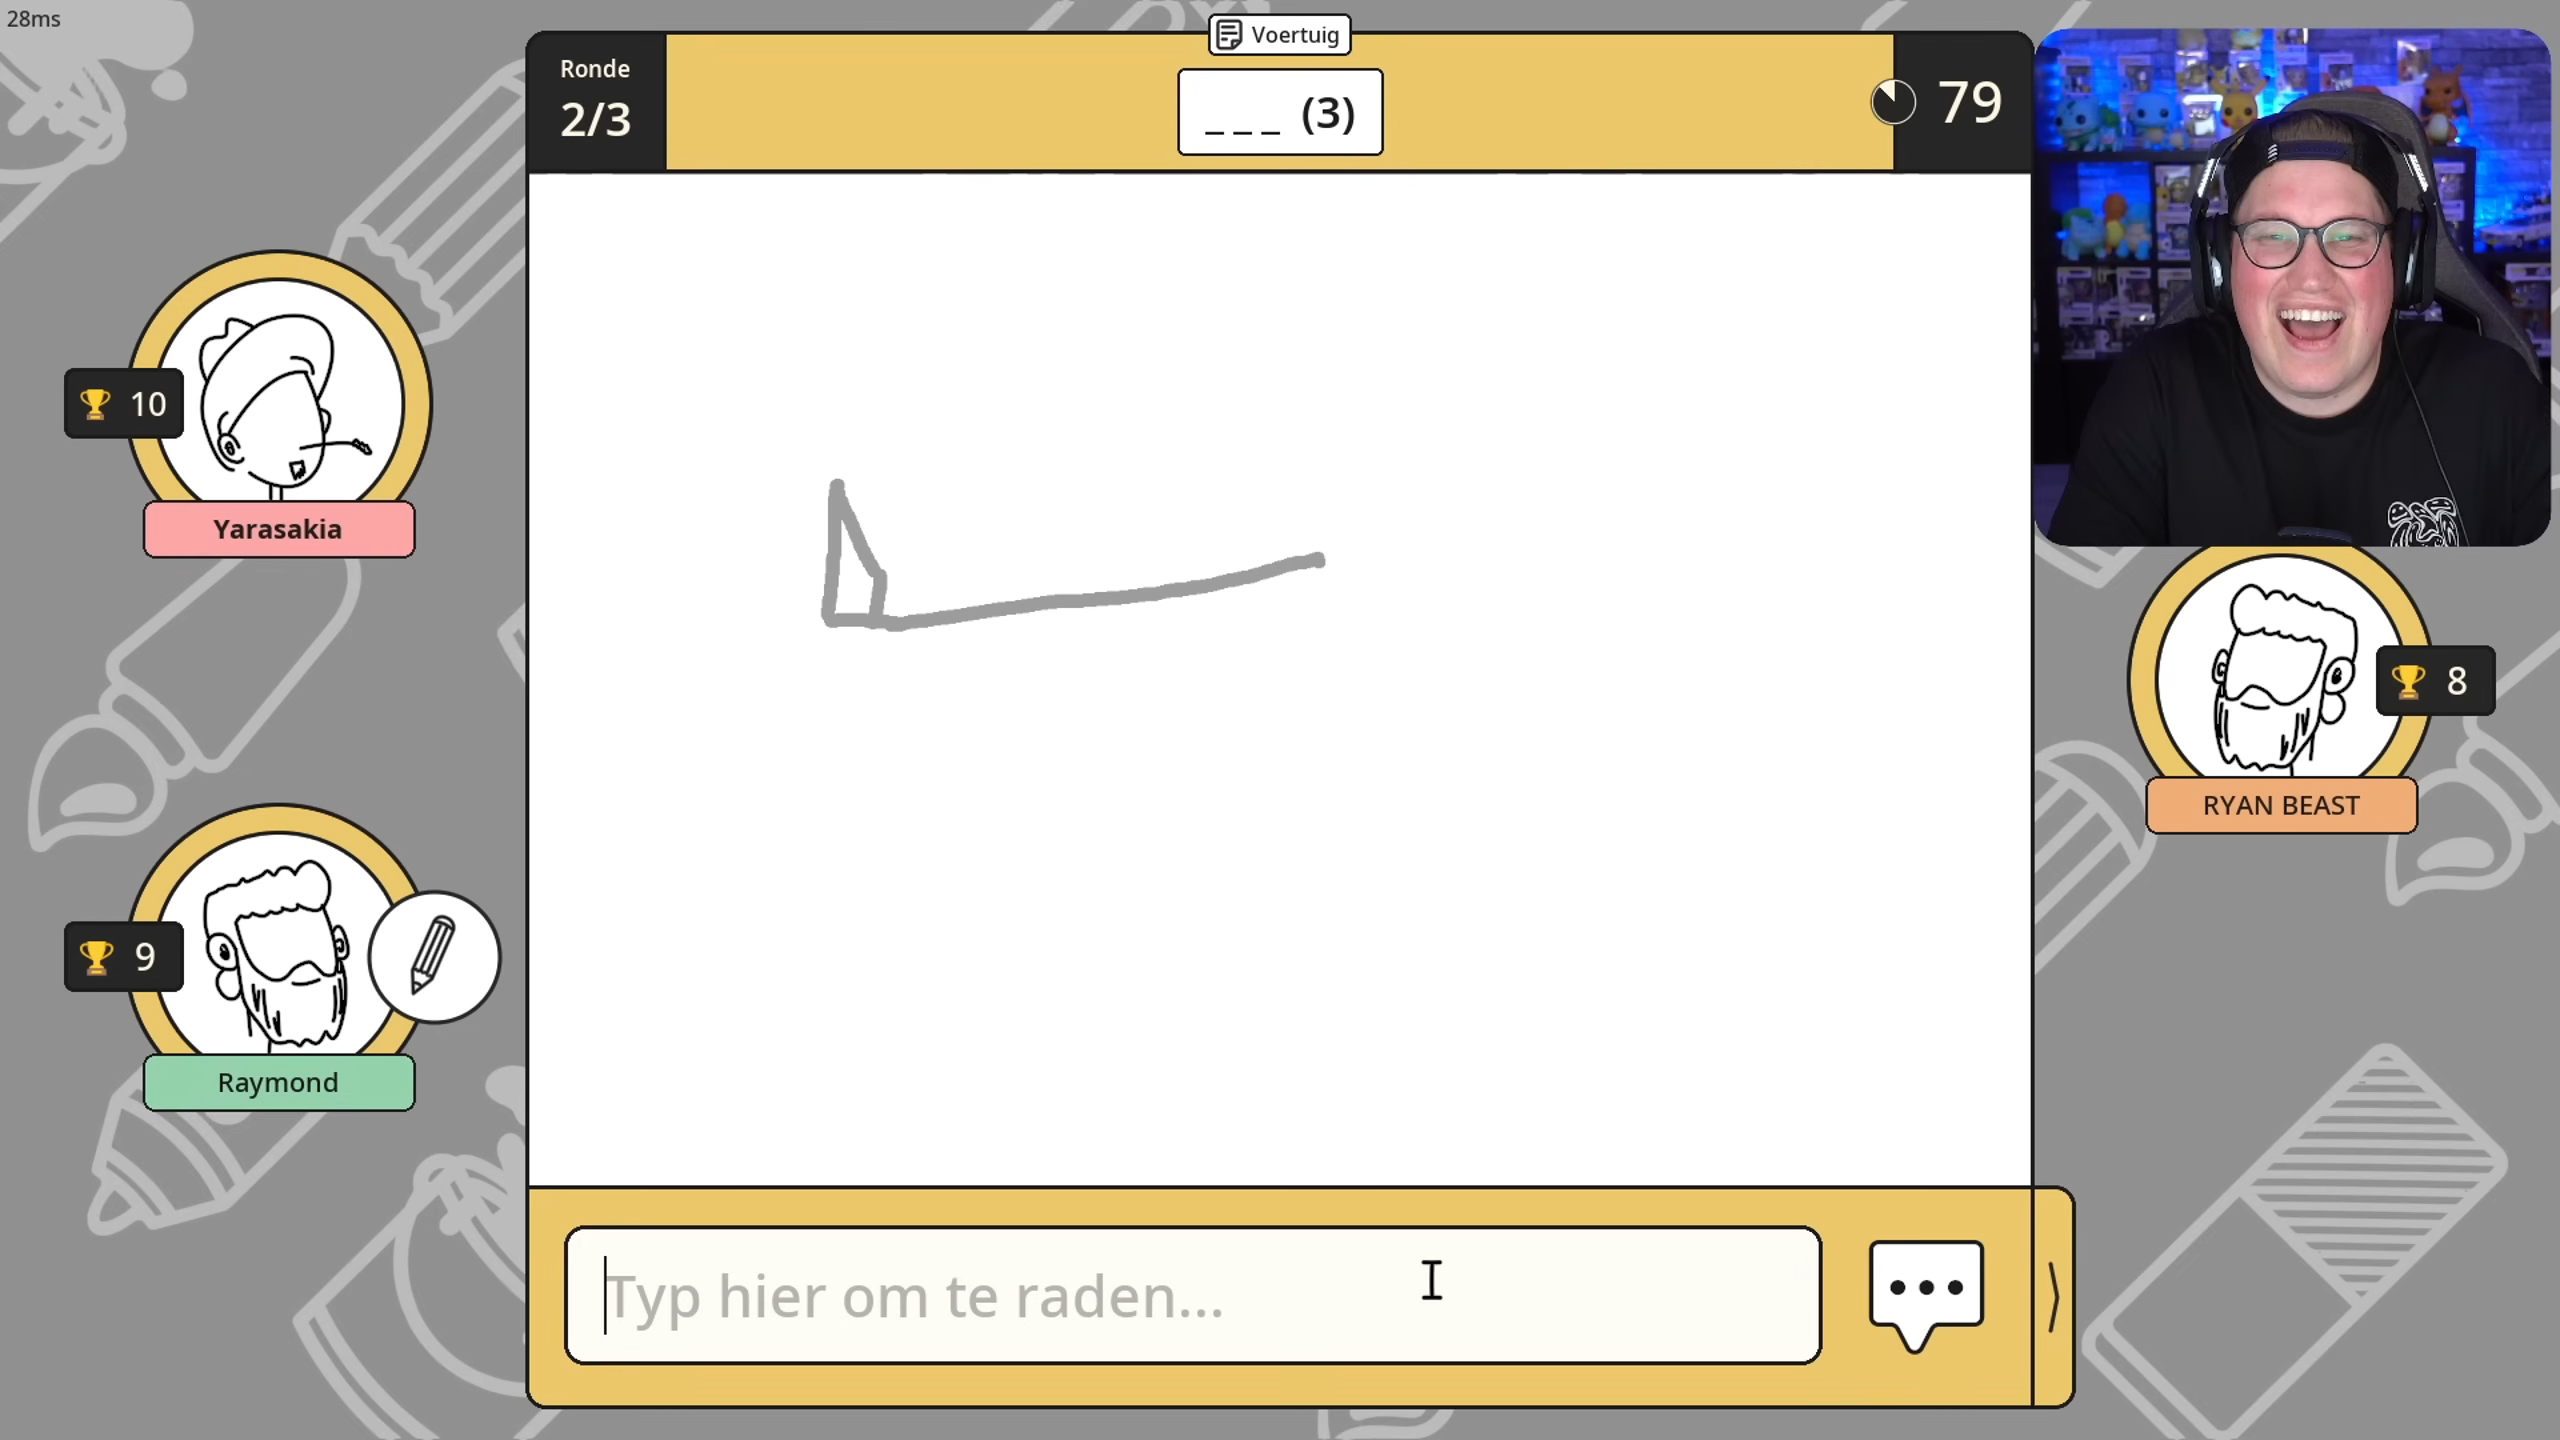 28ms
Voertuig
Ronde
2/3
_ _ _ (3)
79
10
Yarasakia
8
RYAN BEAST
9
Raymond
Typ hier om te raden...